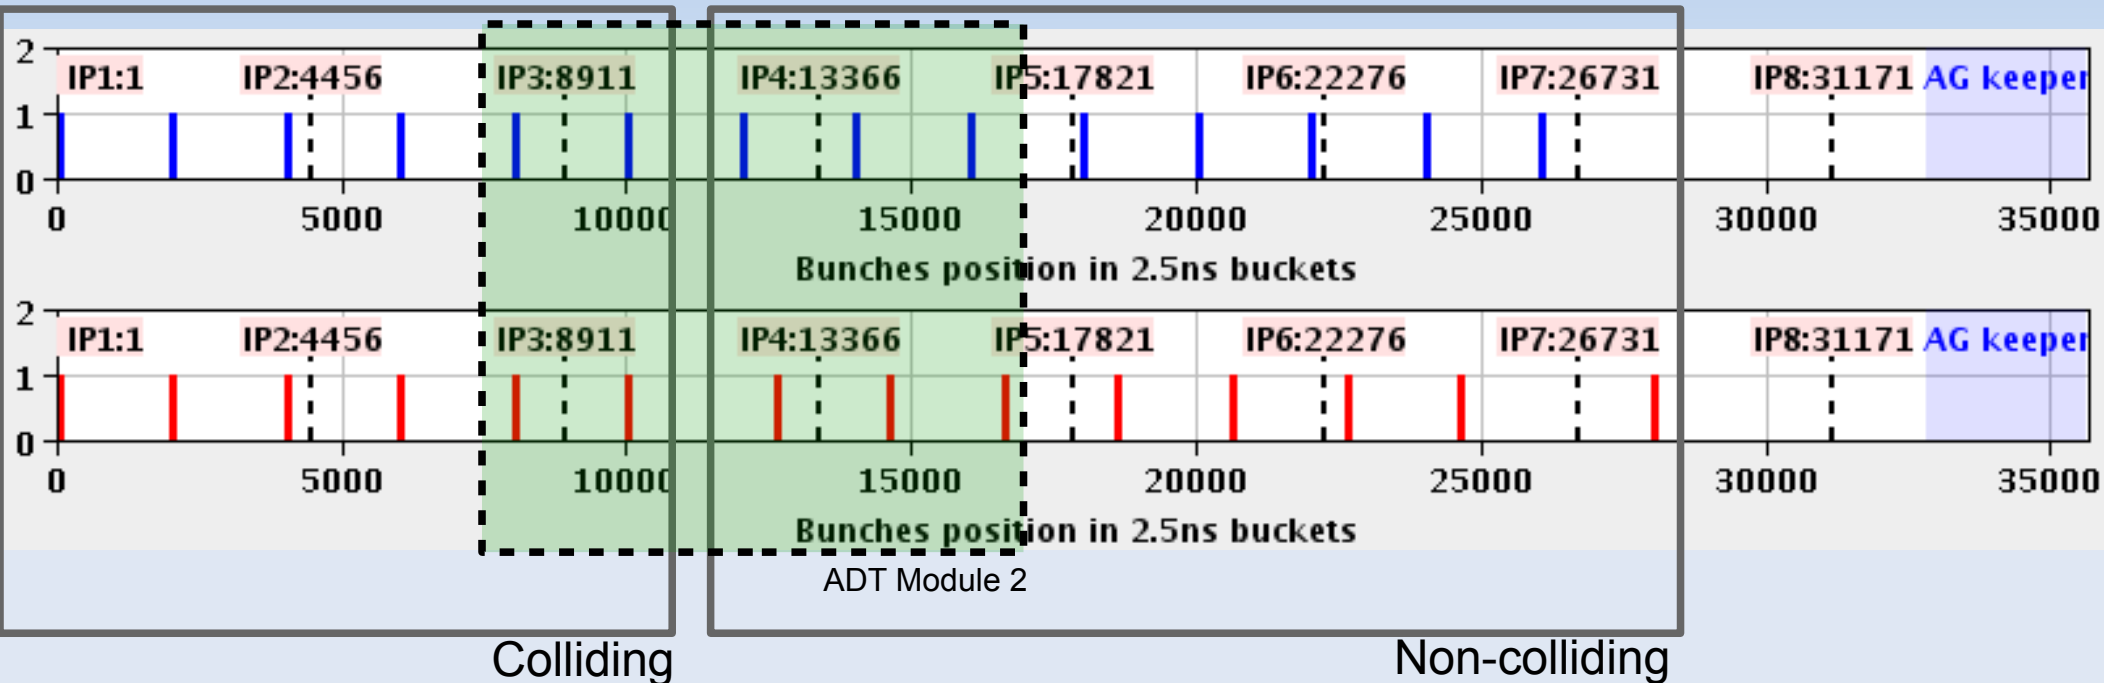 2
IP1:1 IP2:4456 IP3:8911 IP4:13366 IP5:17821 IP6:22276 IP7:26731 IP8:31171 AG keeper
1
0
0 5000 10000 15000 20000 25000 30000 35000
Bunches position in 2.5ns buckets
2
IP1:1 IP2:4456 IP3:8911 IP4:13366 IP5:17821 IP6:22276 IP7:26731 IP8:31171 AG keeper
1
0
0 5000 10000 15000 20000 25000 30000 35000
Bunches position in 2.5ns buckets
ADT Module 2
Colliding Non-colliding